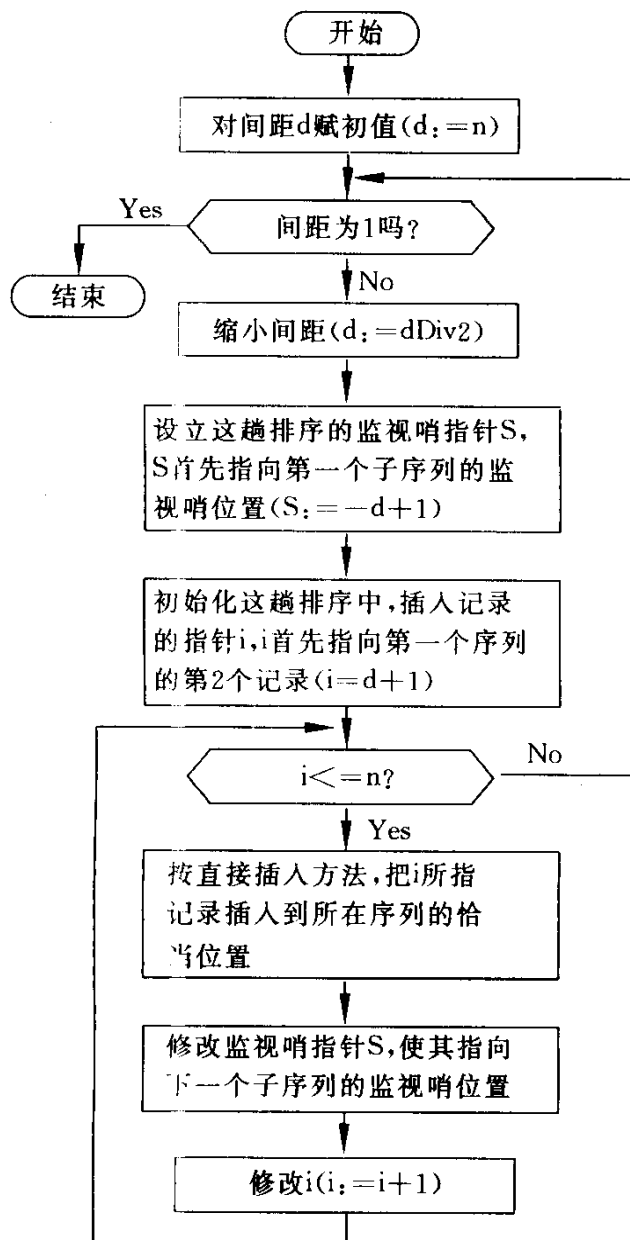 开始
对间距d赋初值(d:=n)
Yes
间距为1吗?
结束
No
缩小间距(d:=dDiv2)
设立这趟排序的监视哨指针S,
S首先指向第一个子序列的监
视哨位置(S:=-d+1)
初始化这趟排序中,插入记录
的指针i,i首先指向第一个序列
的第2个记录(i=d+1)
i<=n?
No
Yes
按直接插入方法,把i所指
记录插入到所在序列的恰
当位置
修改监视哨指针S,使其指向
下一个子序列的监视哨位置
修改i(i:=i+1)